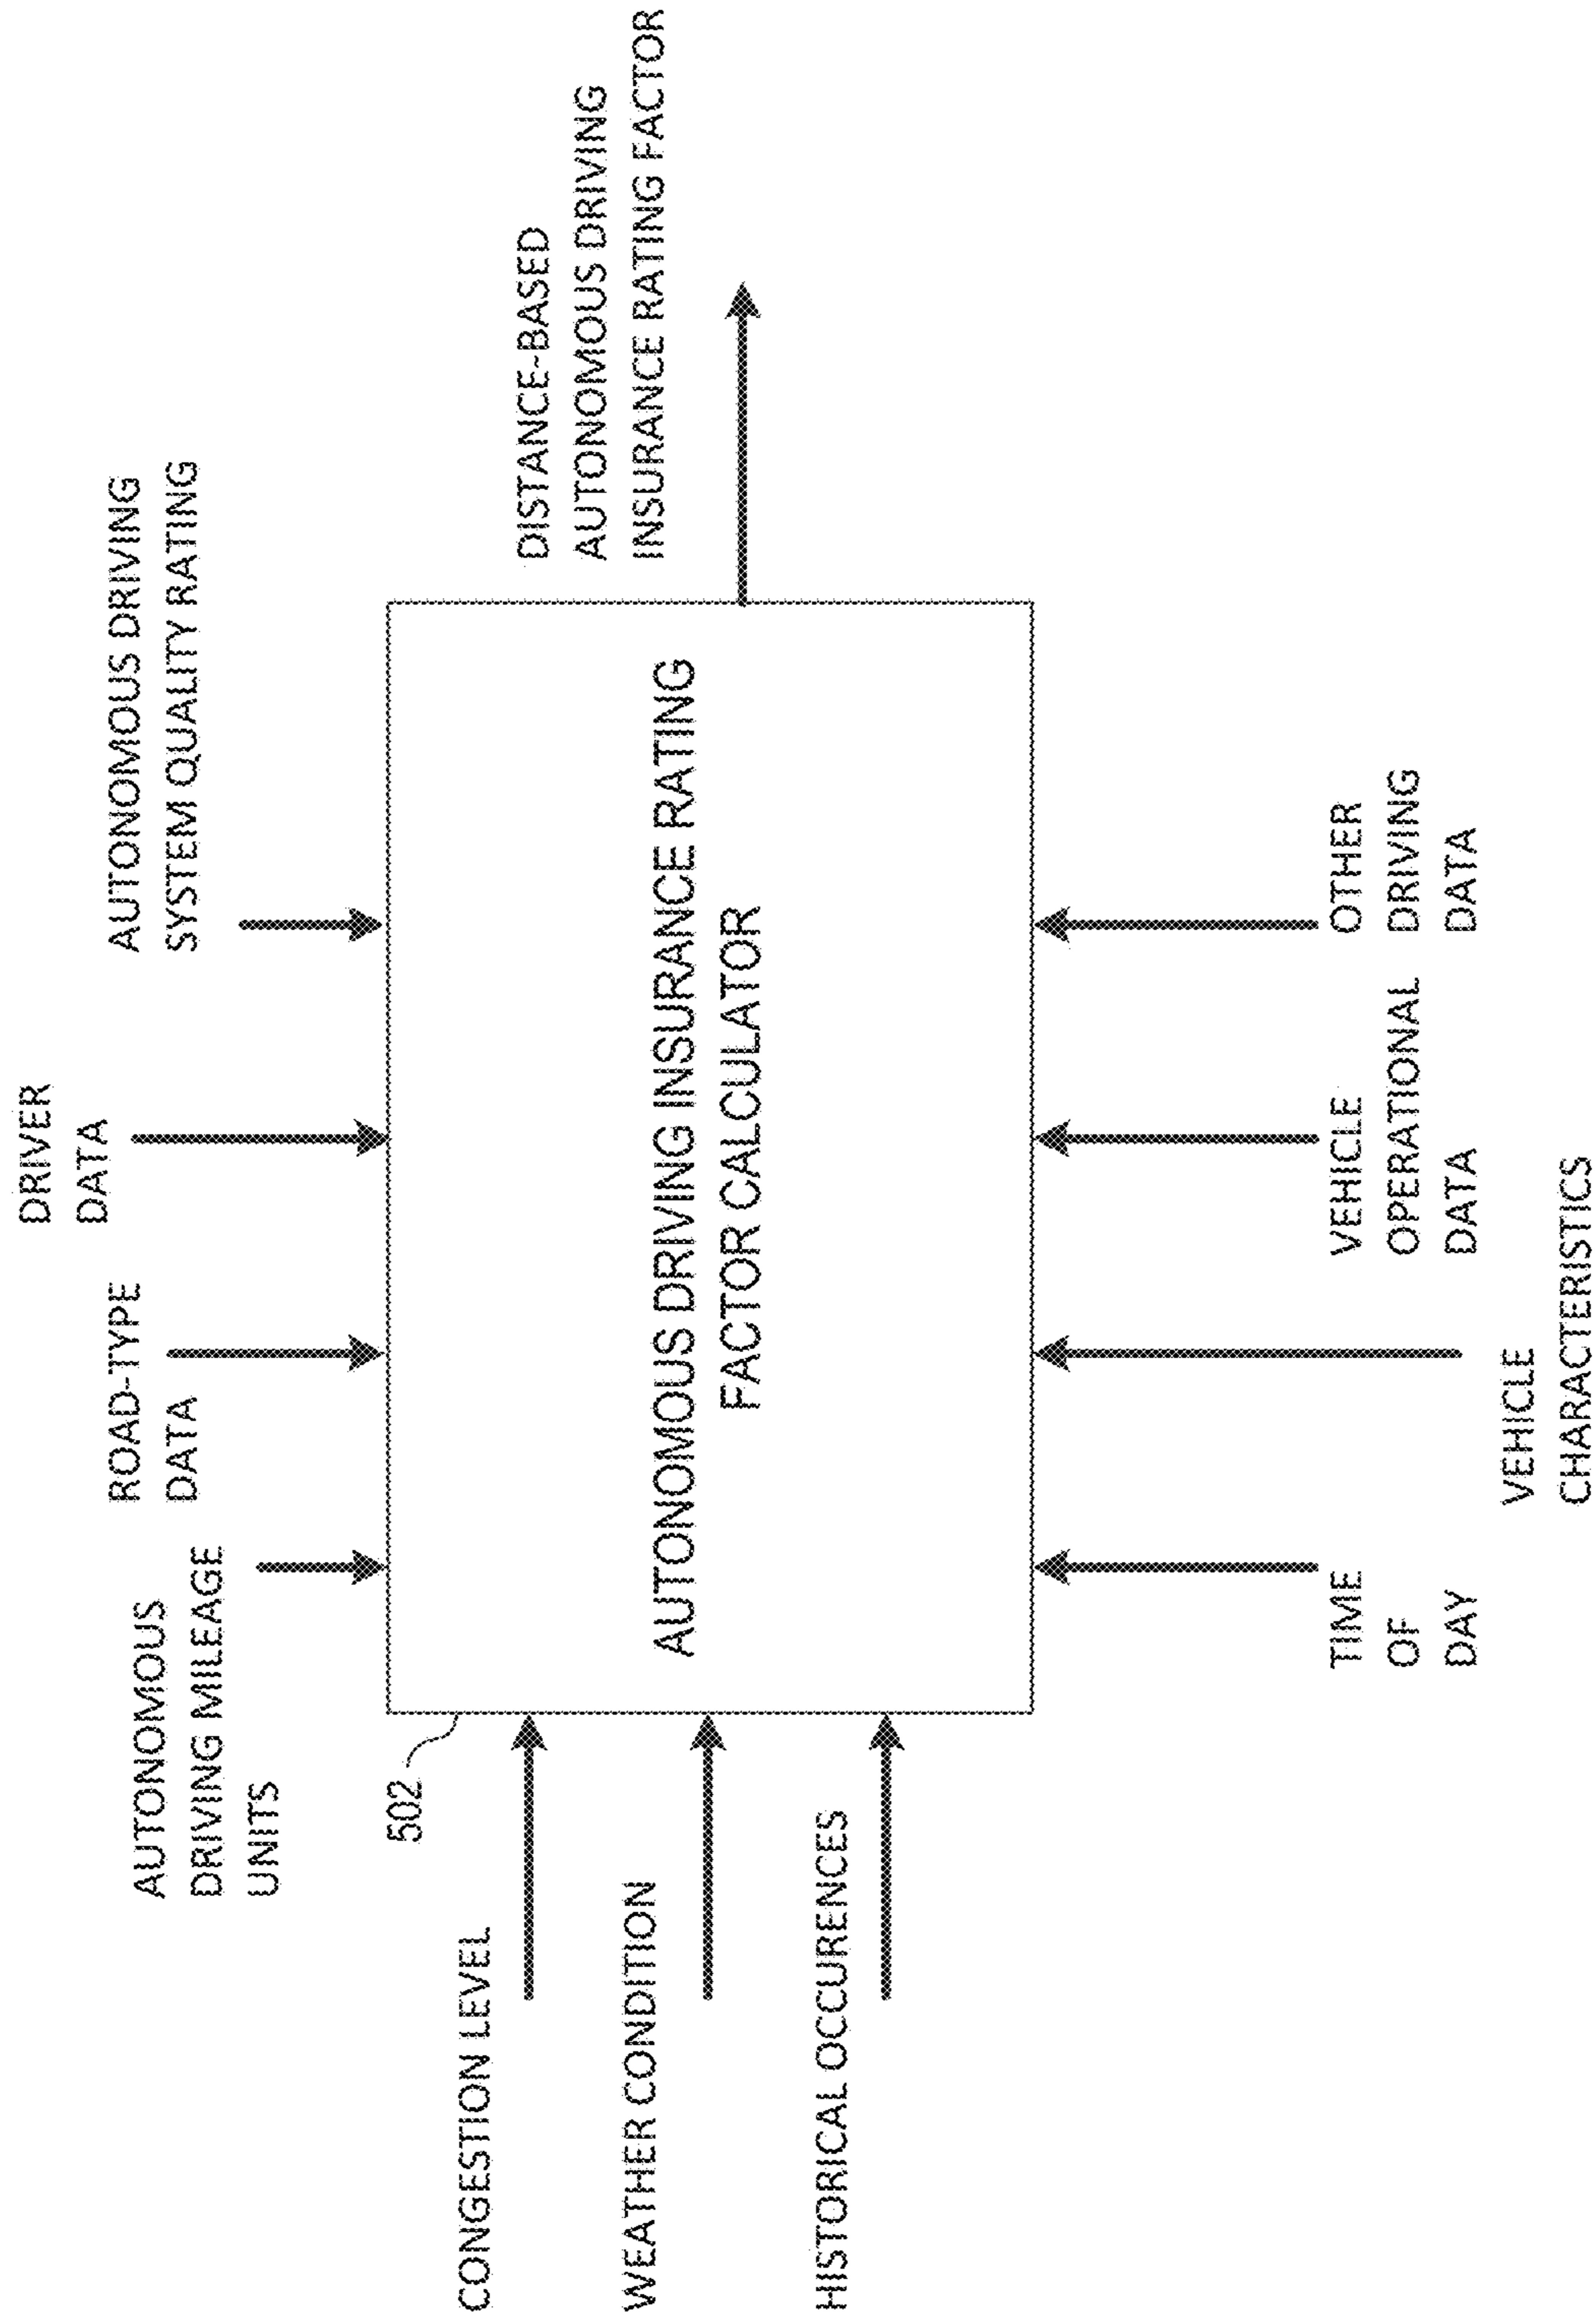 DRIVER
DATA
AUTONOMOUS DRIVING
SYSTEM QUALITY RATING
ROAD-TYPE
DATA
AUTONOMOUS
DRIVING MILEAGE
UNITS
502
CONGESTION LEVEL
WEATHER CONDITION
HISTORICAL OCCURENCES
AUTONOMOUS DRIVING INSURANCE RATING
FACTOR CALCULATOR
DISTANCE-BASED
AUTONOMOUS DRIVING
INSURANCE RATING FACTOR
TIME
OF
DAY
VEHICLE
CHARACTERISTICS
VEHICLE
OPERATIONAL
DATA
OTHER
DRIVING
DATA